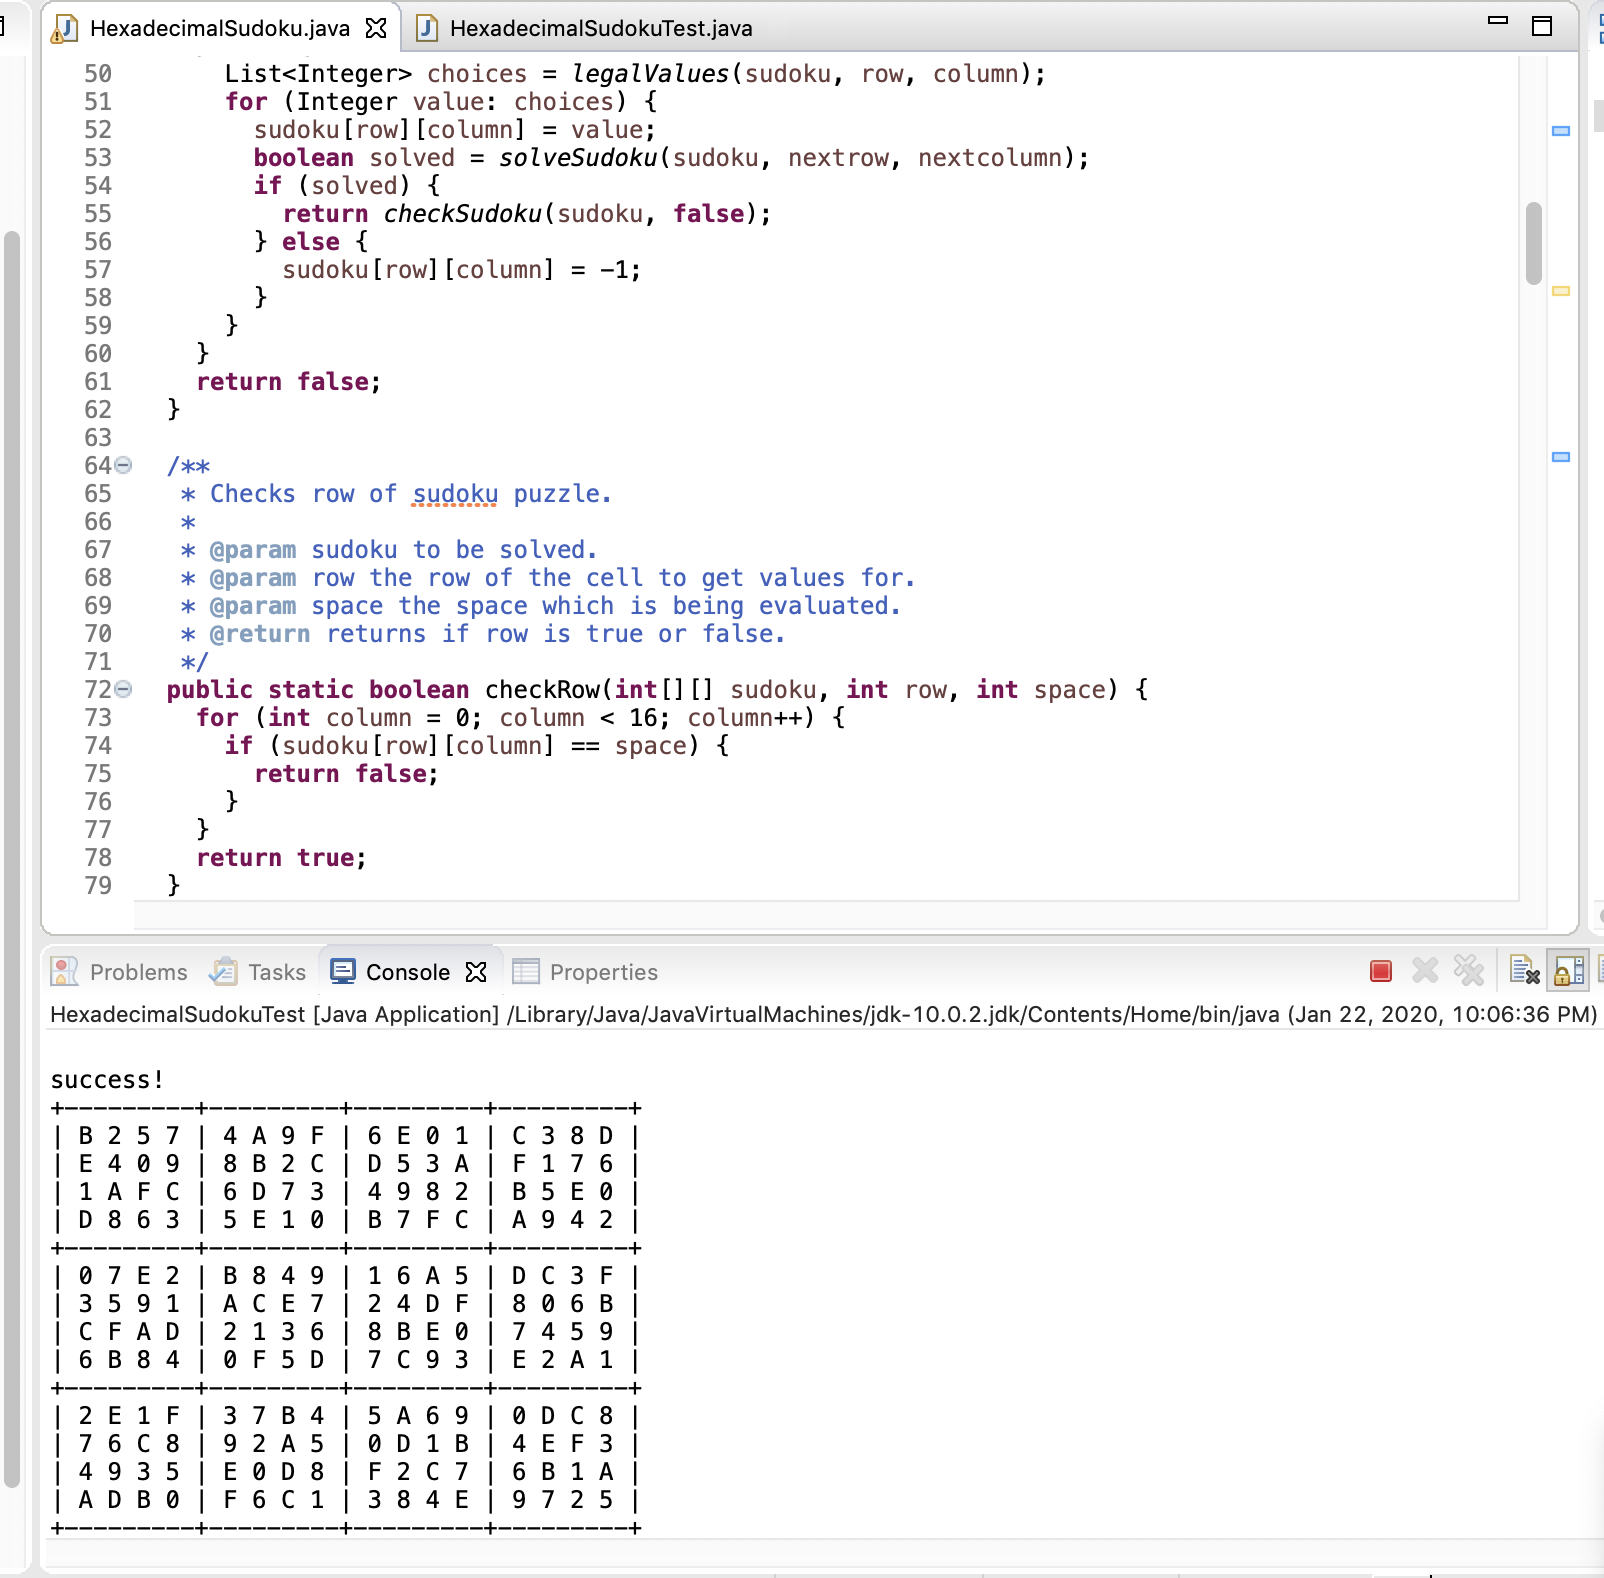 HexadecimalSudoku.java HexadecimalSudokuTest.java
50 List<Integer> choices = legalValues(sudoku, row, column);
51 for (Integer value: choices) {
52 sudoku[row][column] = value;
53 boolean solved = solveSudoku(sudoku, nextrow, nextcolumn);
54 if (solved) {
55 return checkSudoku(sudoku, false);
56 } else {
57 sudoku[row][column] = -1;
58 }
59 }
60 }
61 return false;
62 }
63
64 /**
65 * Checks row of sudoku puzzle.
66 *
67 * @param sudoku to be solved.
68 * @param row the row of the cell to get values for.
69 * @param space the space which is being evaluated.
70 * @return returns if row is true or false.
71 */
72 public static boolean checkRow(int[][] sudoku, int row, int space) {
73 for (int column = 0; column < 16; column++) {
74 if (sudoku[row][column] == space) {
75 return false;
76 }
77 }
78 return true;
79 }
Problems Tasks Console Properties
HexadecimalSudokuTest [Java Application] /Library/Java/JavaVirtualMachines/jdk-10.0.2.jdk/Contents/Home/bin/java (Jan 22, 2020, 10:06:36 PM)
success!
+---------+---------+---------+---------+
| B 2 5 7 | 4 A 9 F | 6 E 0 1 | C 3 8 D |
| E 4 0 9 | 8 B 2 C | D 5 3 A | F 1 7 6 |
| 1 A F C | 6 D 7 3 | 4 9 8 2 | B 5 E 0 |
| D 8 6 3 | 5 E 1 0 | B 7 F C | A 9 4 2 |
+---------+---------+---------+---------+
| 0 7 E 2 | B 8 4 9 | 1 6 A 5 | D C 3 F |
| 3 5 9 1 | A C E 7 | 2 4 D F | 8 0 6 B |
| C F A D | 2 1 3 6 | 8 B E 0 | 7 4 5 9 |
| 6 B 8 4 | 0 F 5 D | 7 C 9 3 | E 2 A 1 |
+---------+---------+---------+---------+
| 2 E 1 F | 3 7 B 4 | 5 A 6 9 | 0 D C 8 |
| 7 6 C 8 | 9 2 A 5 | 0 D 1 B | 4 E F 3 |
| 4 9 3 5 | E 0 D 8 | F 2 C 7 | 6 B 1 A |
| A D B 0 | F 6 C 1 | 3 8 4 E | 9 7 2 5 |
+---------+---------+---------+---------+